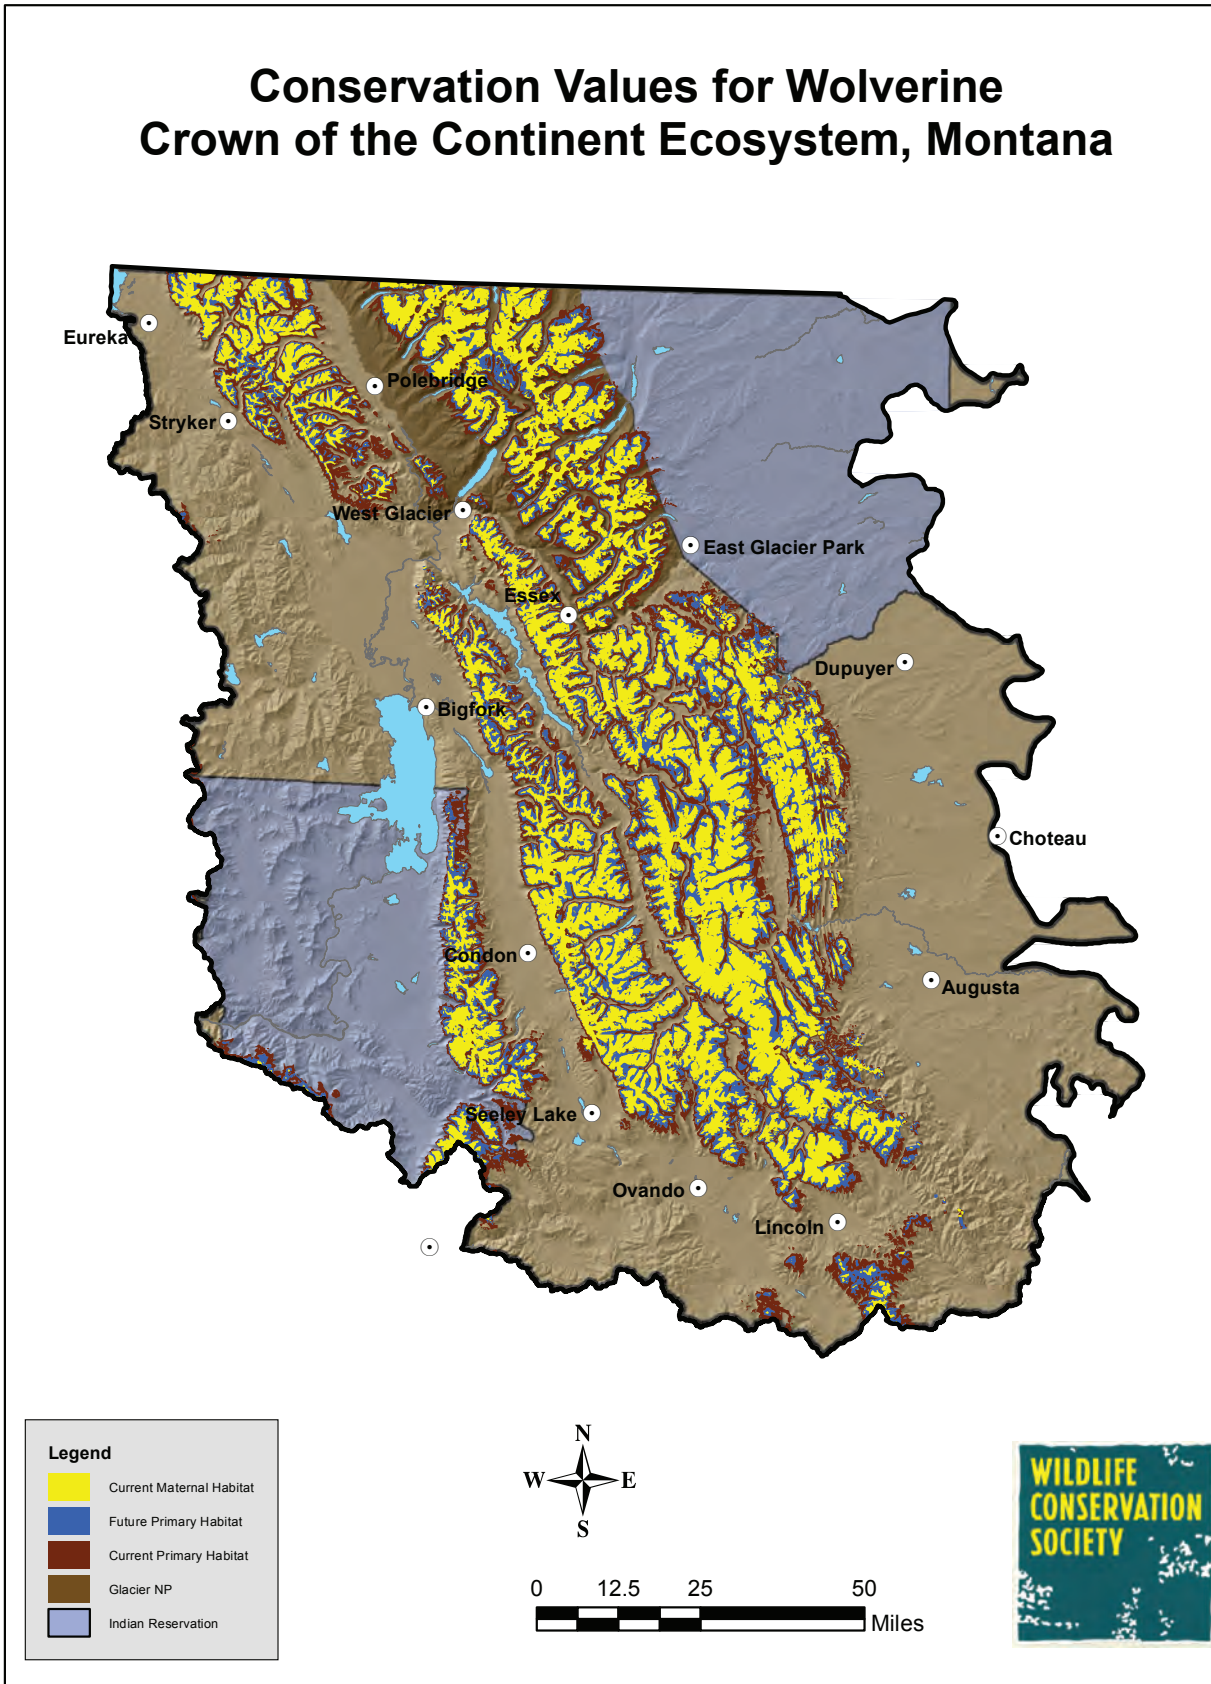 Conservation Values for Wolverine
Crown of the Continent Ecosystem, Montana
Eureka
Polebridge
Stryker
West Glacier
East Glacier Park
Essex
Dupuyer
Bigfork
Choteau
Condon
Augusta
Seeley Lake
Ovando
Lincoln
Legend
Current Maternal Habitat
Future Primary Habitat
Current Primary Habitat
Glacier NP
Indian Reservation
N
W E
S
0 12.5 25 50
Miles
WILDLIFE
CONSERVATION
SOCIETY